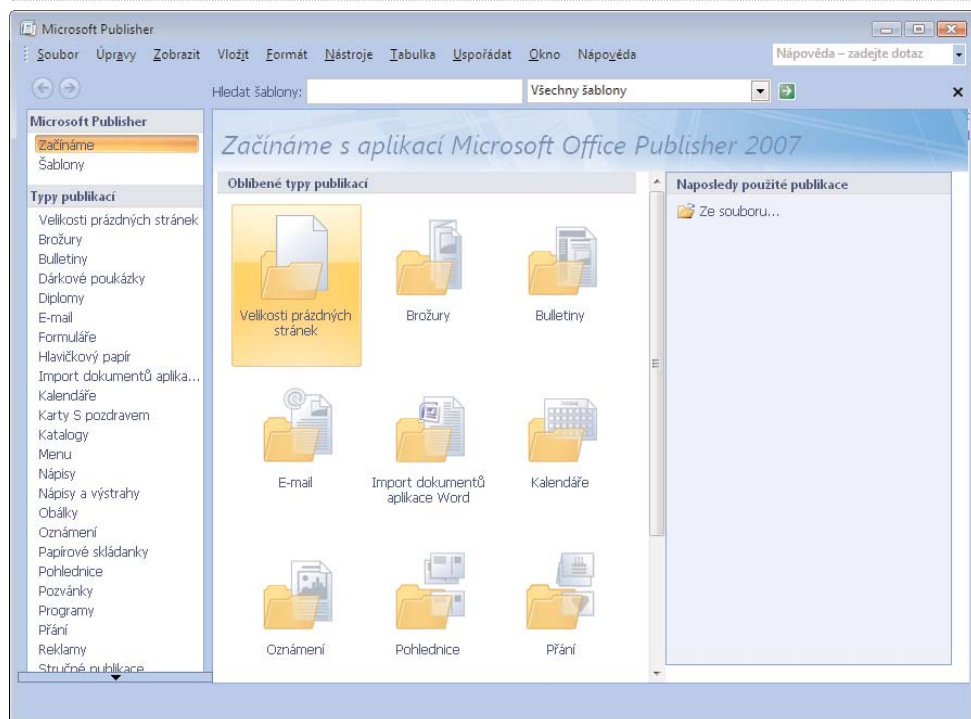 Microsoft Publisher
Soubor Úpravy Zobrazit Vložit Formát Nástroje Tabulka Uspořádat Okno Nápověda Nápověda – zadejte dotaz
Hledat šablony: Všechny šablony
Microsoft Publisher
Začínáme
Šablony
Typy publikací
Velikosti prázdných stránek
Brožury
Bulletiny
Dárkové poukázky
Diplomy
E-mail
Formuláře
Hlavičkový papír
Import dokumentů aplika...
Kalendáře
Karty S pozdravem
Katalogy
Menu
Nápisy
Nápisy a výstrahy
Obálky
Oznámení
Papírové skládanky
Pohlednice
Pozvánky
Programy
Přání
Reklamy
Stručné publikace
Začínáme s aplikací Microsoft Office Publisher 2007
Oblíbené typy publikací
Velikosti prázdných
stránek
Brožury
Bulletiny
E-mail
Import dokumentů
aplikace Word
Kalendáře
Oznámení
Pohlednice
Přání
Naposledy použité publikace
Ze souboru...